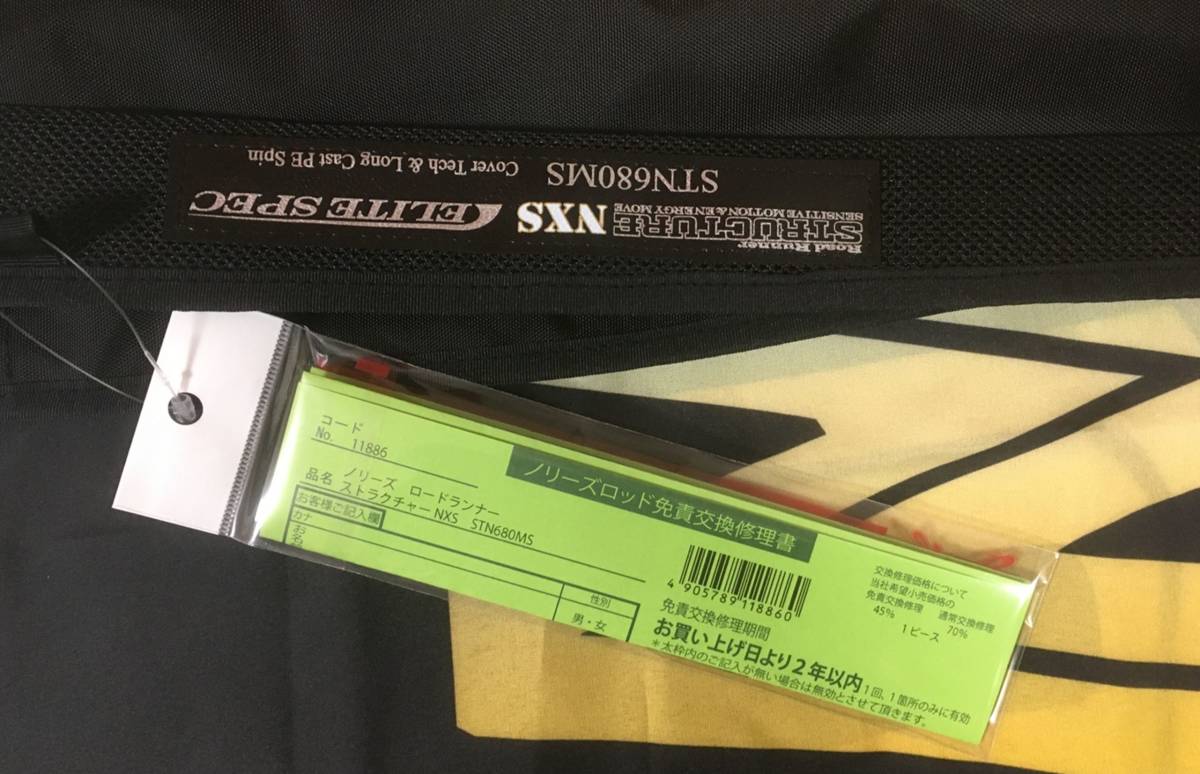 Road Runner
STRUCTURE NXS ELITE SPEC
SENSITIVE MOTION & ENERGY MOVE
STN680MS Cover Tech & Long Cast PE Spin
コード
No. 11886
ノリーズロッド免責交換修理書
品名 ノリーズ ロードランナー
ストラクチャーNXS STN680MS
お客様ご記入欄
カナ
お名
性別
男・女
4 905789 118860
免責交換修理期間
お買い上げ日より2年以内 1回、1箇所のみに有効
*太枠内のご記入が無い場合は無効とさせて頂きます。
交換修理価格について
当社希望小売価格の
免責交換修理 通常交換修理
45% 70%
1ピース